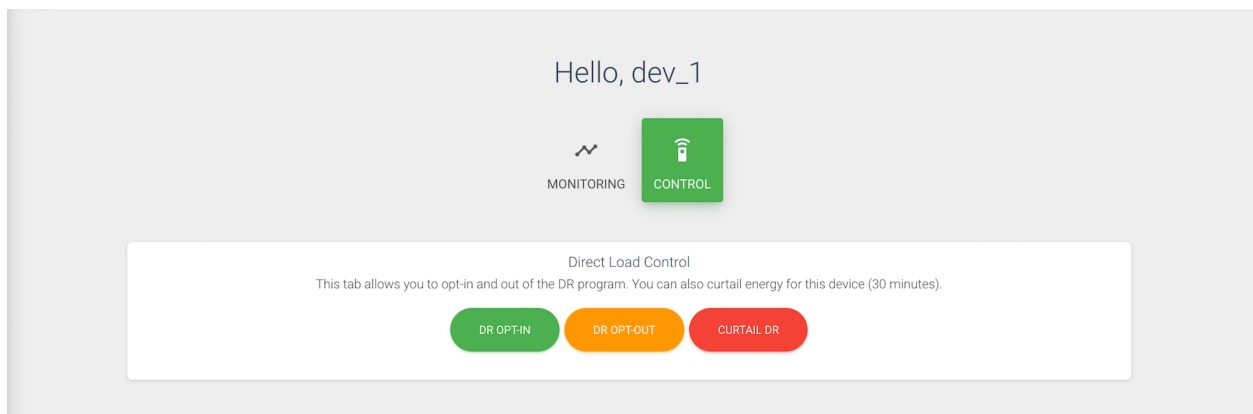 Hello, dev_1
MONITORING
CONTROL
Direct Load Control
This tab allows you to opt-in and out of the DR program. You can also curtail energy for this device (30 minutes).
DR OPT-IN
DR OPT-OUT
CURTAIL DR